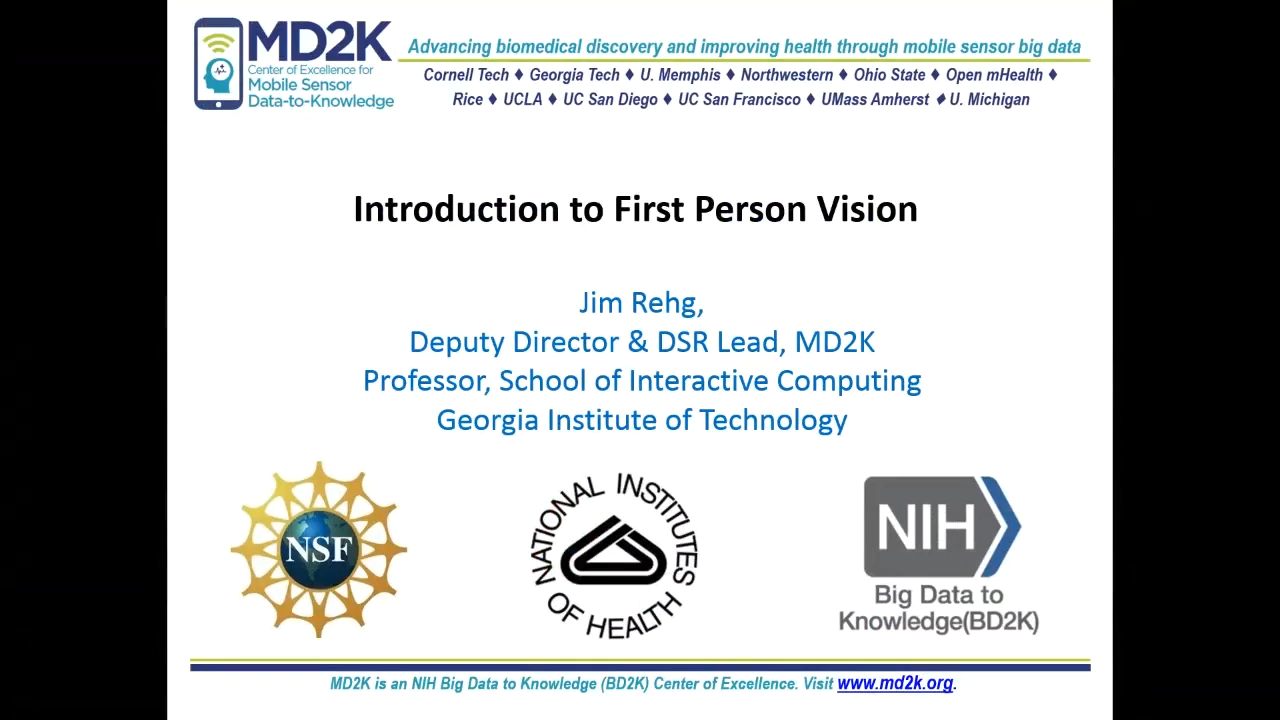 MD2K
Center of Excellence for
Mobile Sensor
Data-to-Knowledge
Advancing biomedical discovery and improving health through mobile sensor big data
Cornell Tech ♦ Georgia Tech ♦ U. Memphis ♦ Northwestern ♦ Ohio State ♦ Open mHealth ♦
Rice ♦ UCLA ♦ UC San Diego ♦ UC San Francisco ♦ UMass Amherst ♦ U. Michigan
Introduction to First Person Vision
Jim Rehg,
Deputy Director & DSR Lead, MD2K
Professor, School of Interactive Computing
Georgia Institute of Technology
NSF
NATIONAL INSTITUTES
OF HEALTH
NIH
Big Data to
Knowledge(BD2K)
MD2K is an NIH Big Data to Knowledge (BD2K) Center of Excellence. Visit www.md2k.org.